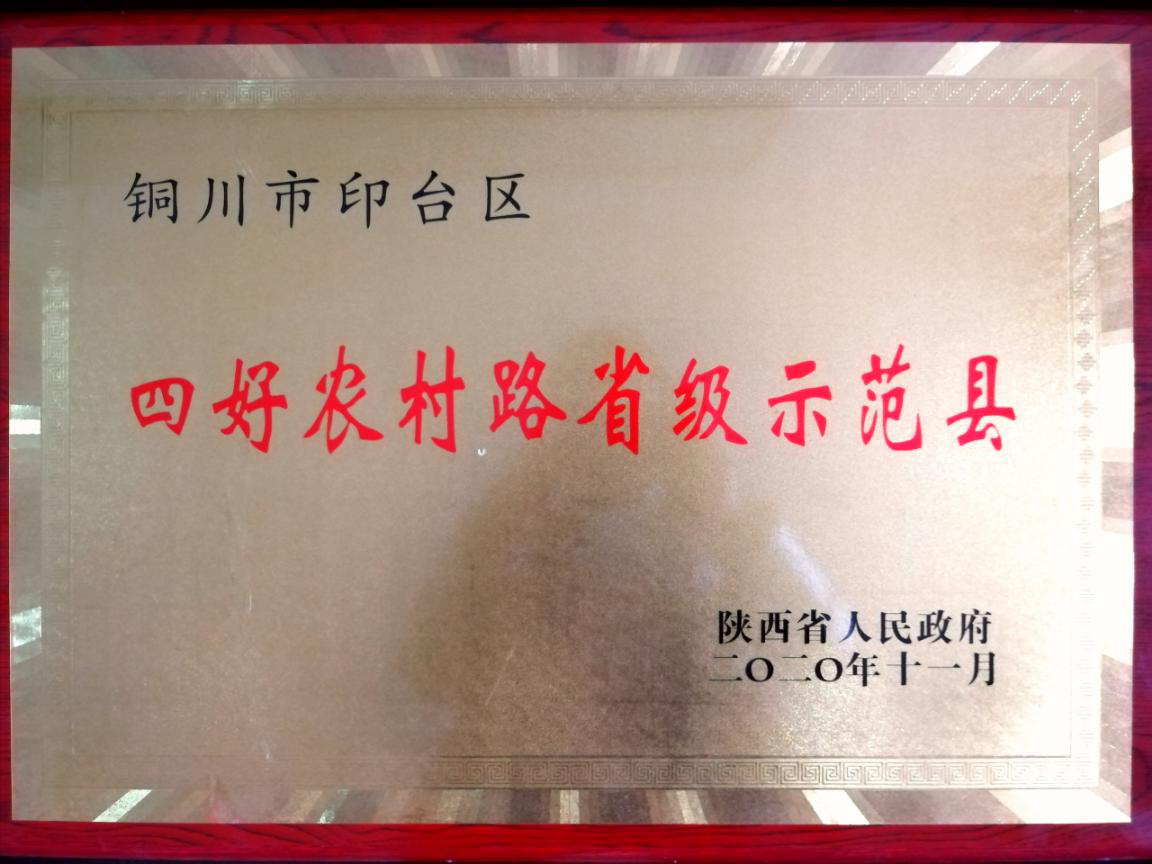 铜川市印台区
四好农村路省级示范县
陕西省人民政府
二〇二〇年十一月